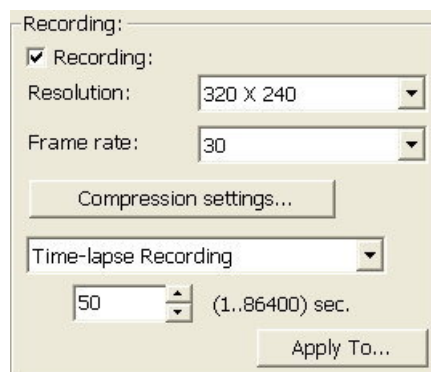 Recording:
Recording:
Resolution: 320 X 240
Frame rate: 30
Compression settings...
Time-lapse Recording
50 (1..86400) sec.
Apply To...